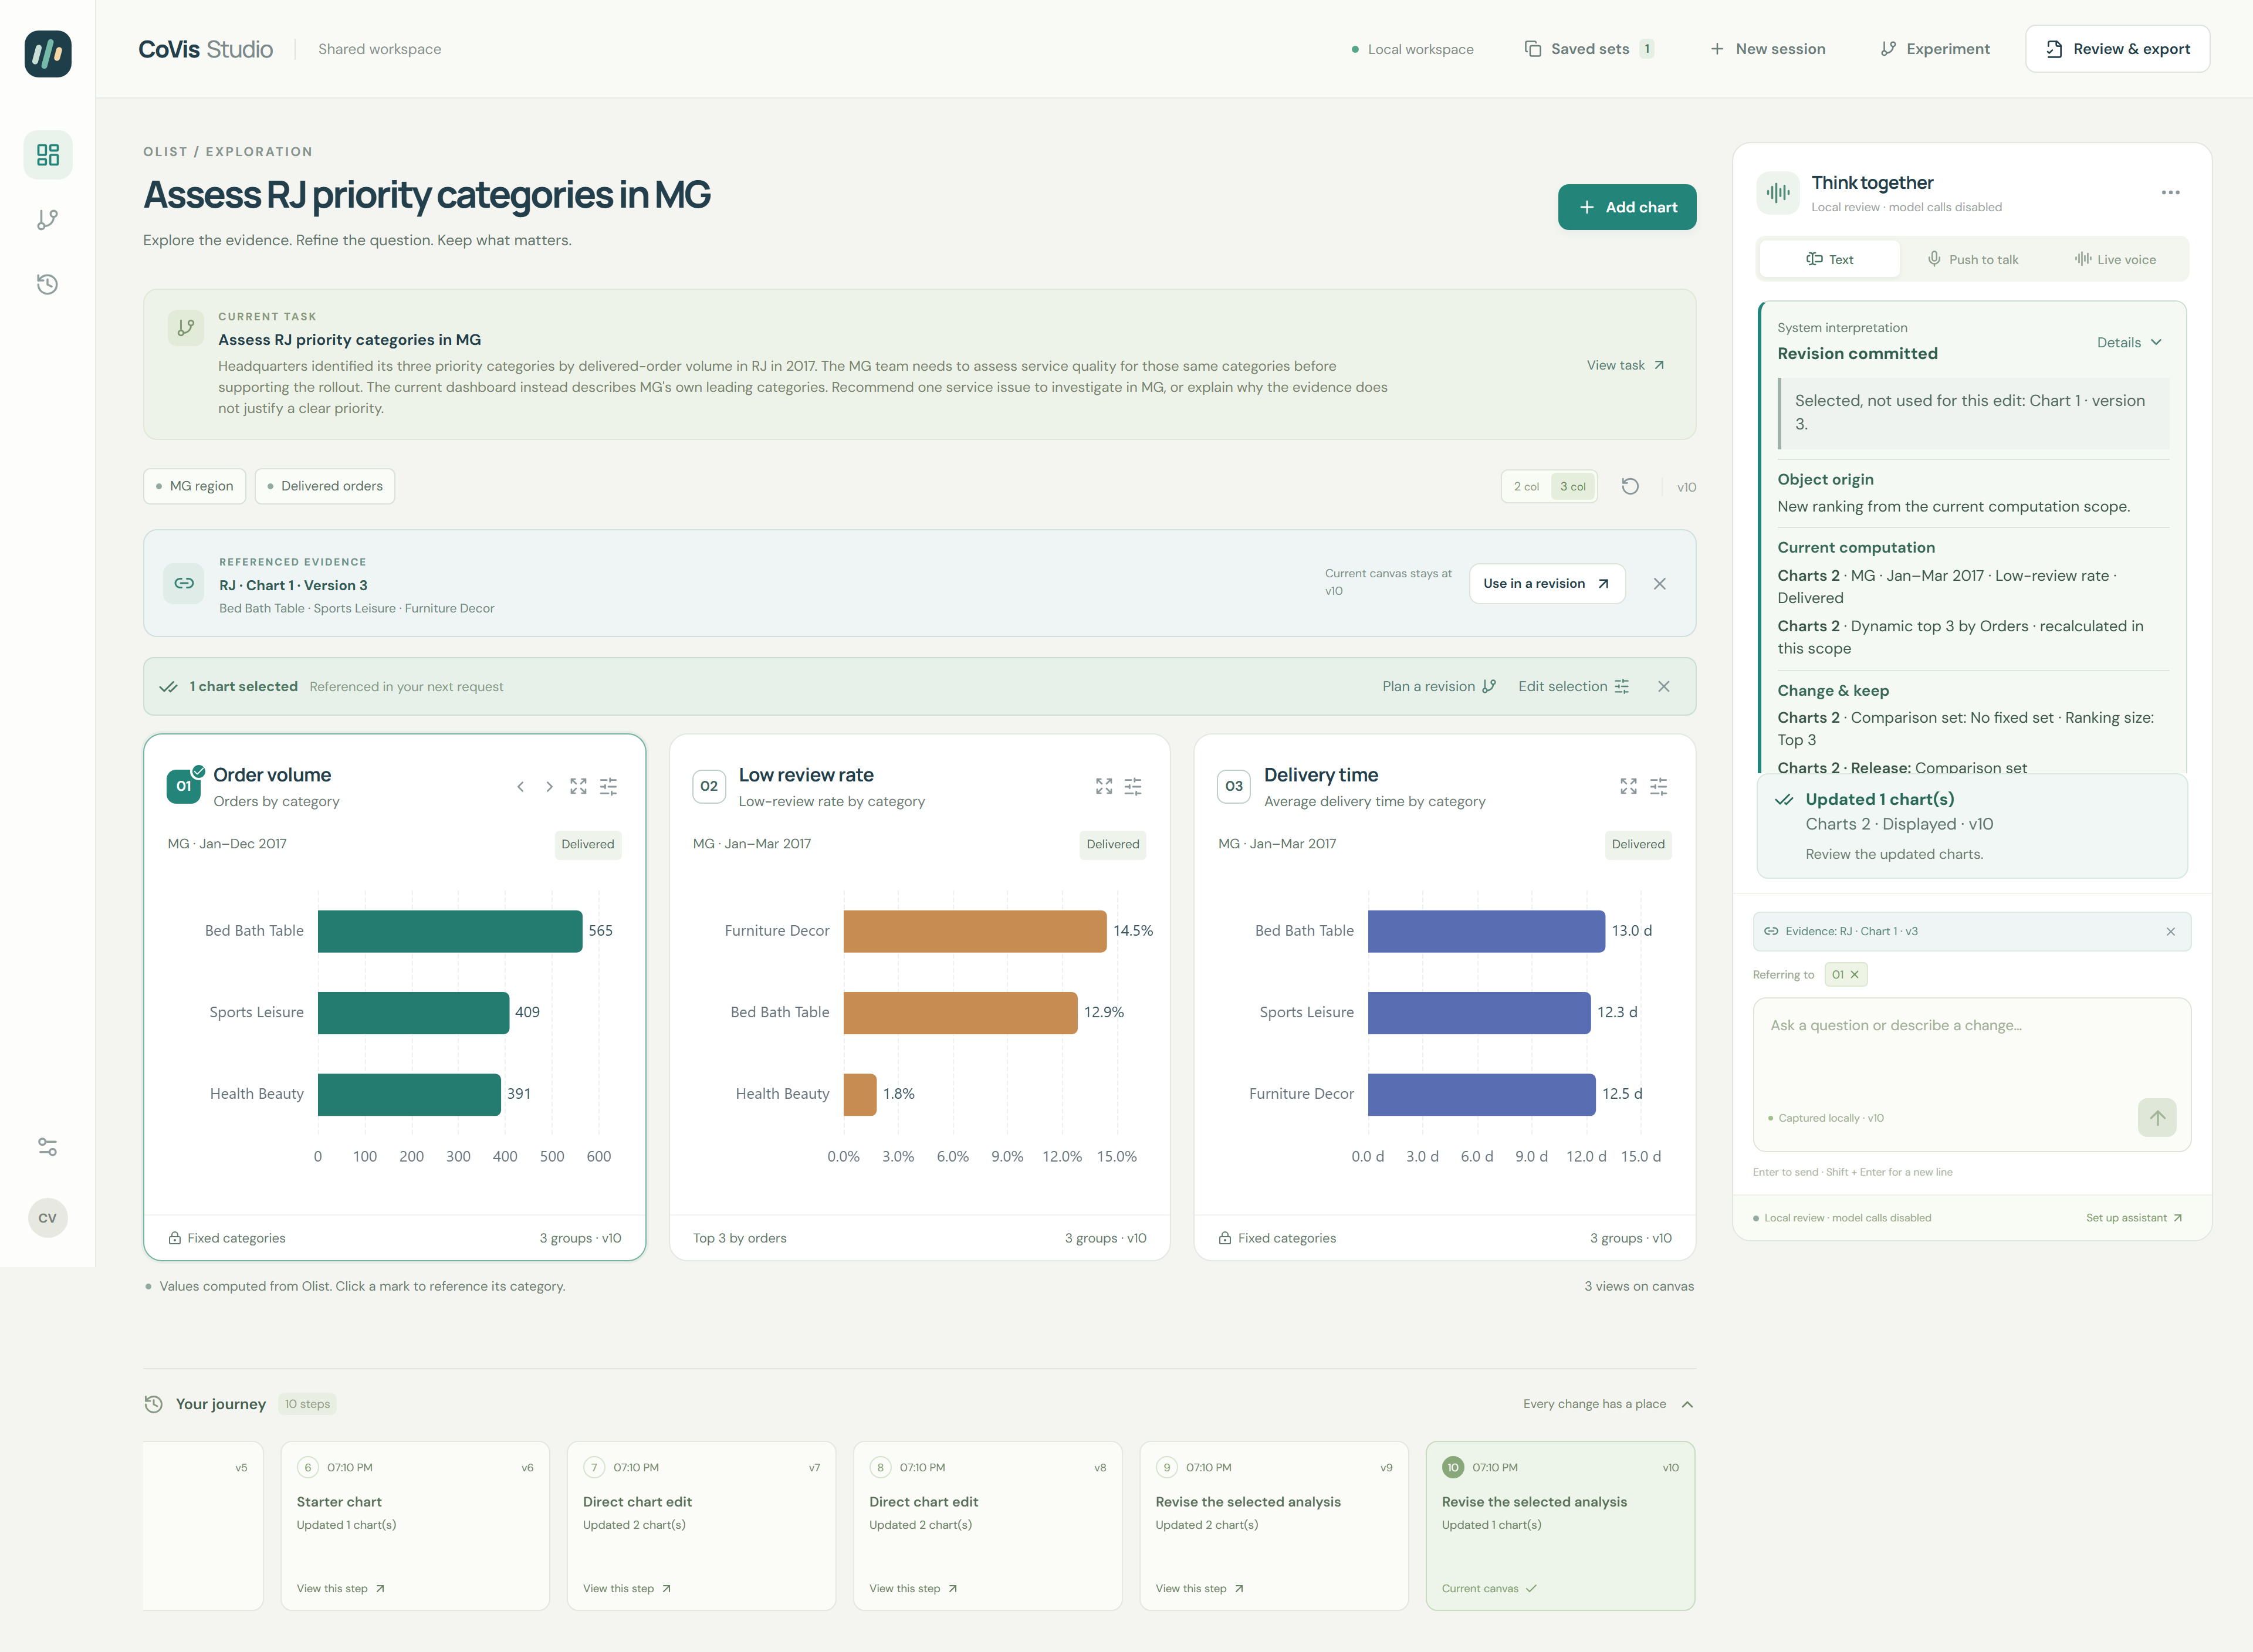 CoVis Studio
Shared workspace
Local workspace
Saved sets 1
New session
Experiment
Review & export
OLIST / EXPLORATION
Assess RJ priority categories in MG
Explore the evidence. Refine the question. Keep what matters.
Add chart
CURRENT TASK
Assess RJ priority categories in MG
Headquarters identified its three priority categories by delivered-order volume in RJ in 2017. The MG team needs to assess service quality for those same categories before
supporting the rollout. The current dashboard instead describes MG's own leading categories. Recommend one service issue to investigate in MG, or explain why the evidence does
not justify a clear priority.
View task
MG region
Delivered orders
2 col
3 col
v10
REFERENCED EVIDENCE
RJ · Chart 1 · Version 3
Bed Bath Table · Sports Leisure · Furniture Decor
Current canvas stays at
v10
Use in a revision
1 chart selected
Referenced in your next request
Plan a revision
Edit selection
01
Order volume
Orders by category
MG · Jan–Dec 2017
Delivered
Bed Bath Table
565
Sports Leisure
409
Health Beauty
391
0 100 200 300 400 500 600
Fixed categories
3 groups · v10
02
Low review rate
Low-review rate by category
MG · Jan–Mar 2017
Delivered
Furniture Decor
14.5%
Bed Bath Table
12.9%
Health Beauty
1.8%
0.0% 3.0% 6.0% 9.0% 12.0% 15.0%
Top 3 by orders
3 groups · v10
03
Delivery time
Average delivery time by category
MG · Jan–Mar 2017
Delivered
Bed Bath Table
13.0 d
Sports Leisure
12.3 d
Furniture Decor
12.5 d
0.0 d 3.0 d 6.0 d 9.0 d 12.0 d 15.0 d
Fixed categories
3 groups · v10
Values computed from Olist. Click a mark to reference its category.
3 views on canvas
Your journey
10 steps
Every change has a place
v5
6 07:10 PM v6
Starter chart
Updated 1 chart(s)
View this step
7 07:10 PM v7
Direct chart edit
Updated 2 chart(s)
View this step
8 07:10 PM v8
Direct chart edit
Updated 2 chart(s)
View this step
9 07:10 PM v9
Revise the selected analysis
Updated 2 chart(s)
View this step
10 07:10 PM v10
Revise the selected analysis
Updated 1 chart(s)
Current canvas
CV
Think together
Local review · model calls disabled
Text
Push to talk
Live voice
System interpretation
Revision committed
Details
Selected, not used for this edit: Chart 1 · version
3.
Object origin
New ranking from the current computation scope.
Current computation
Charts 2 · MG · Jan–Mar 2017 · Low-review rate ·
Delivered
Charts 2 · Dynamic top 3 by Orders · recalculated in
this scope
Change & keep
Charts 2 · Comparison set: No fixed set · Ranking size:
Top 3
Charts 2 · Release: Comparison set
Updated 1 chart(s)
Charts 2 · Displayed · v10
Review the updated charts.
Evidence: RJ · Chart 1 · v3
Referring to
01
Ask a question or describe a change…
Captured locally · v10
Enter to send · Shift + Enter for a new line
Local review · model calls disabled
Set up assistant